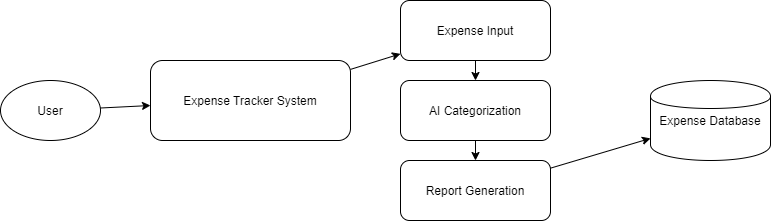 User
Expense Tracker System
Expense Input
AI Categorization
Report Generation
Expense Database